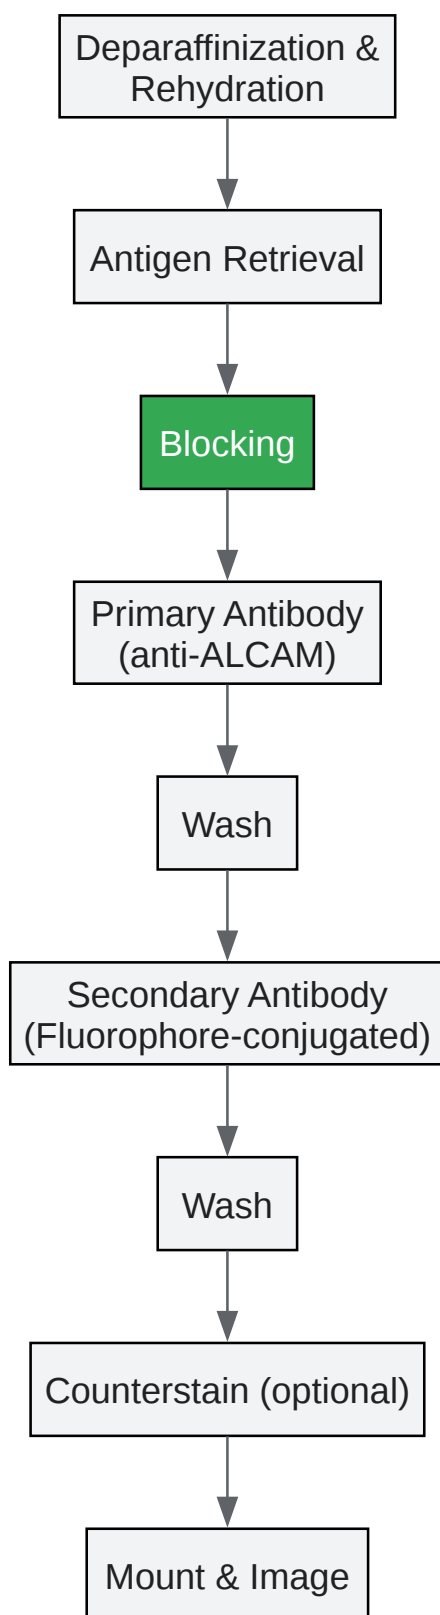 Deparaffinization &
Rehydration
Antigen Retrieval
Blocking
Primary Antibody
(anti-ALCAM)
Wash
Secondary Antibody
(Fluorophore-conjugated)
Wash
Counterstain (optional)
Mount & Image